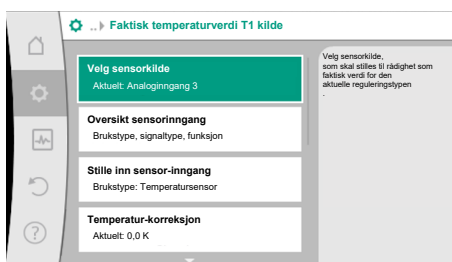 ..▸ Faktisk temperaturverdi T1 kilde
Velg sensorkilde
Aktuelt: Analoginngang 3
Oversikt sensorinngang
Brukstype, signaltype, funksjon
Stille inn sensor-inngang
Brukstype: Temperatursensor
Temperatur-korreksjon
Aktuelt: 0,0 K
Velg sensorkilde,
som skal stilles til rådighet som
faktisk verdi for den
aktuelle reguleringstypen
.